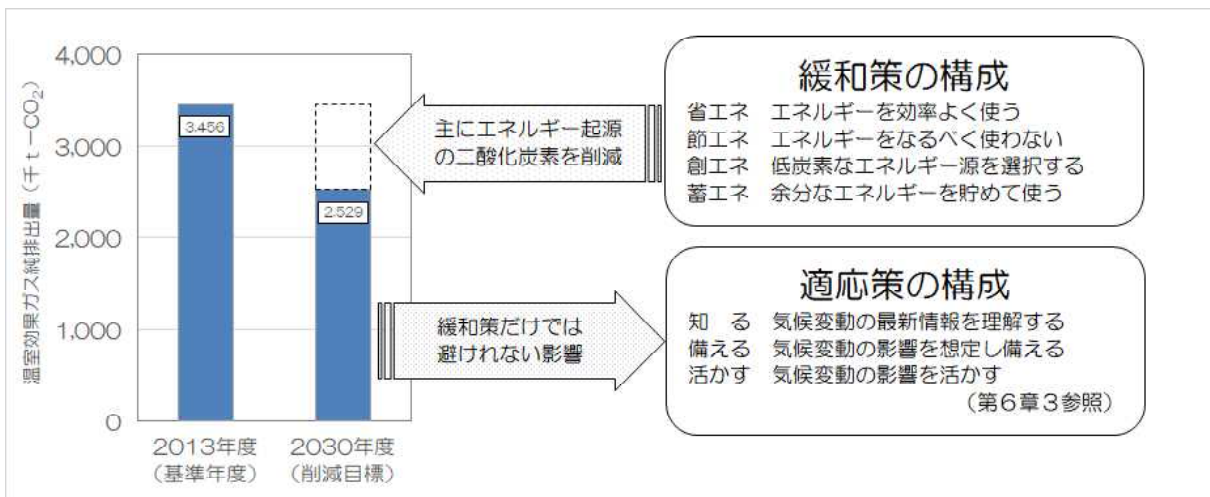 温室効果ガス純排出量（千ｔ－CO₂）
4,000
3,000
2,000
1,000
0
3.456
2.529
2013年度
（基準年度）
2030年度
（削減目標）
主にエネルギー起源
の二酸化炭素を削減
緩和策だけでは
避けれない影響
緩和策の構成
省エネ　エネルギーを効率よく使う
節エネ　エネルギーをなるべく使わない
創エネ　低炭素なエネルギー源を選択する
蓄エネ　余分なエネルギーを貯めて使う
適応策の構成
知　る　気候変動の最新情報を理解する
備える　気候変動の影響を想定し備える
活かす　気候変動の影響を活かす
（第６章３参照）